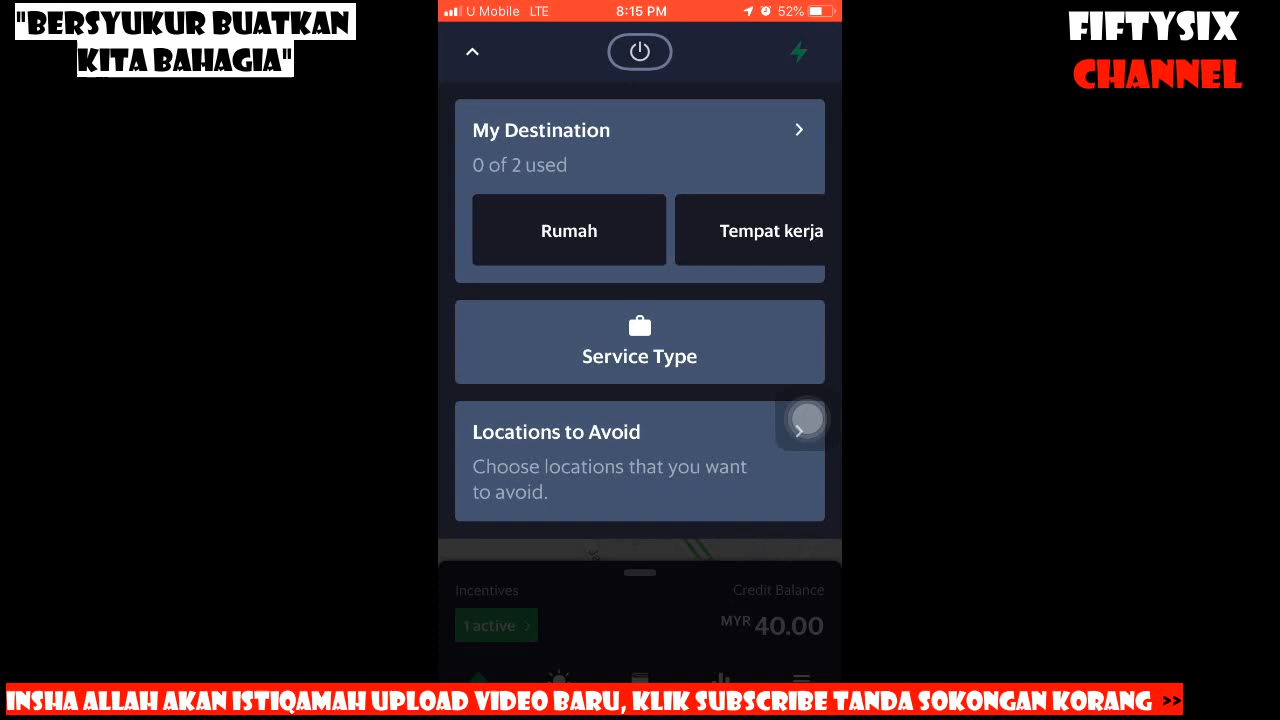 "BERSYUKUR BUATKAN
KITA BAHAGIA"
U Mobile LTE 8:15 PM 52%
FIFTYSIX
CHANNEL
My Destination
0 of 2 used
Rumah Tempat kerja
Service Type
Locations to Avoid
Choose locations that you want
to avoid.
Incentives Credit Balance
1 active MYR 40.00
INSHA ALLAH AKAN ISTIQAMAH UPLOAD VIDEO BARU, KLIK SUBSCRIBE TANDA SOKONGAN KORANG >>